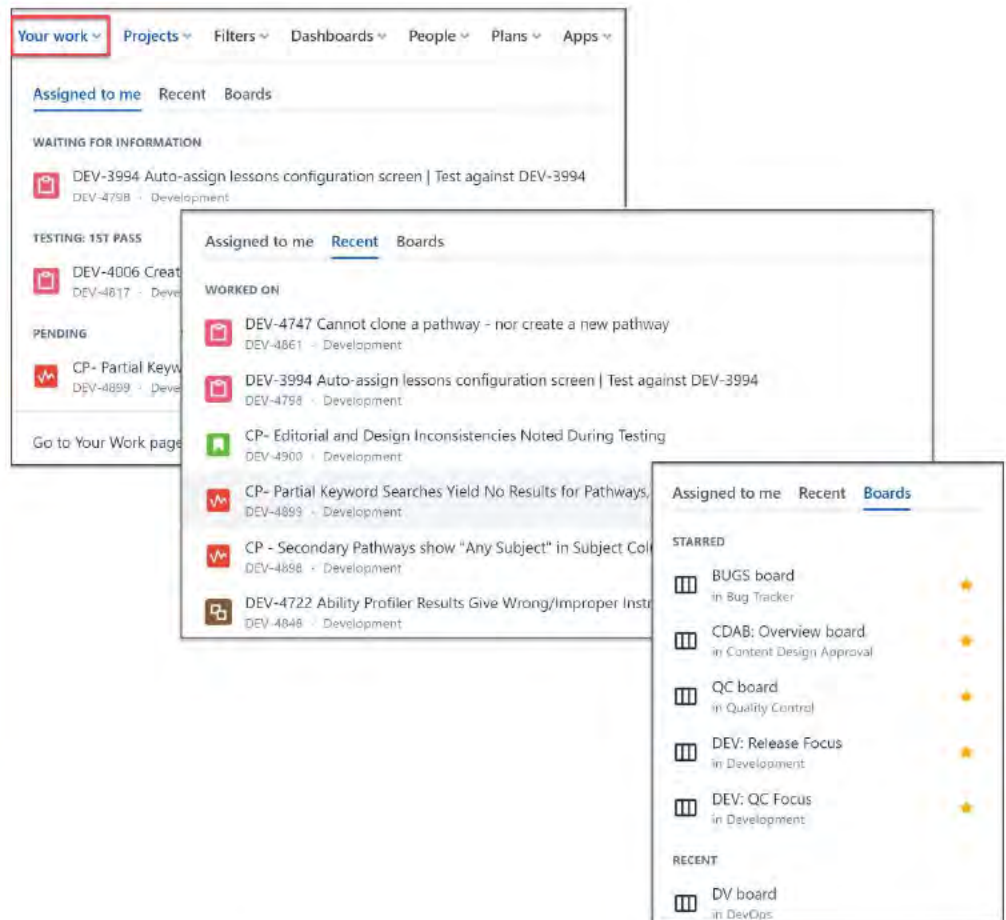 Your work Projects Filters Dashboards People Plans Apps
Assigned to me Recent Boards
WAITING FOR INFORMATION
DEV-3994 Auto-assign lessons configuration screen | Test against DEV-3994
DEV-4798 · Development
TESTING: 1ST PASS
DEV-4006 Creat
DEV-4817 · Deve
PENDING
CP- Partial Keyw
DEV-4899 · Deve
Go to Your Work page
Assigned to me Recent Boards
WORKED ON
DEV-4747 Cannot clone a pathway - nor create a new pathway
DEV-4861 · Development
DEV-3994 Auto-assign lessons configuration screen | Test against DEV-3994
DEV-4798 · Development
CP- Editorial and Design Inconsistencies Noted During Testing
DEV-4900 · Development
CP- Partial Keyword Searches Yield No Results for Pathways,
DEV-4899 · Development
CP - Secondary Pathways show "Any Subject" in Subject Col
DEV-4898 · Development
DEV-4722 Ability Profiler Results Give Wrong/Improper Instr
DEV-4848 · Development
Assigned to me Recent Boards
STARRED
BUGS board
in Bug Tracker
CDAB: Overview board
in Content Design Approval
QC board
in Quality Control
DEV: Release Focus
in Development
DEV: QC Focus
in Development
RECENT
DV board
in DevOps